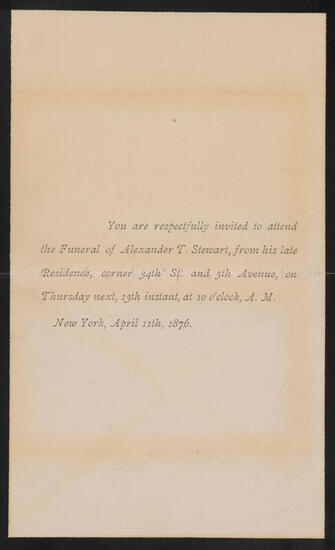 You are respectfully invited to attend
the Funeral of Alexander T. Stewart, from his late
Residence, corner 34th St. and 5th Avenue, on
Thursday next, 13th instant, at 10 o'clock, A. M.
New York, April 11th, 1876.